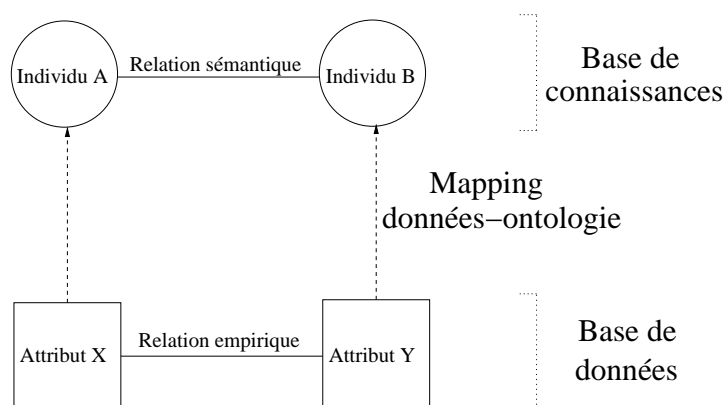 Individu A
Relation sémantique
Individu B
Base de
connaissances
Mapping
données−ontologie
Attribut X
Relation empirique
Attribut Y
Base de
données